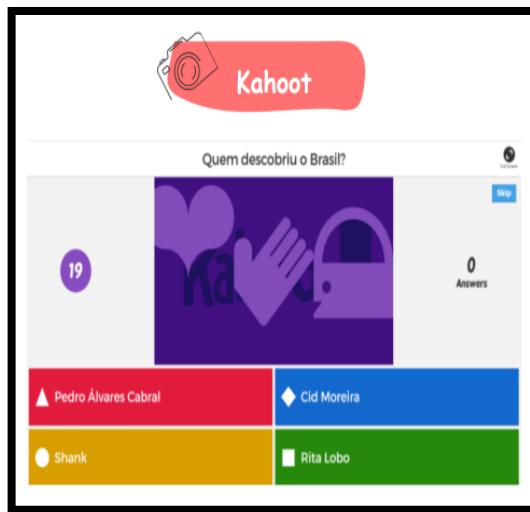 Kahoot
Quem descobriu o Brasil?
Skip
19
0
Answers
Pedro Álvares Cabral
Cid Moreira
Shank
Rita Lobo